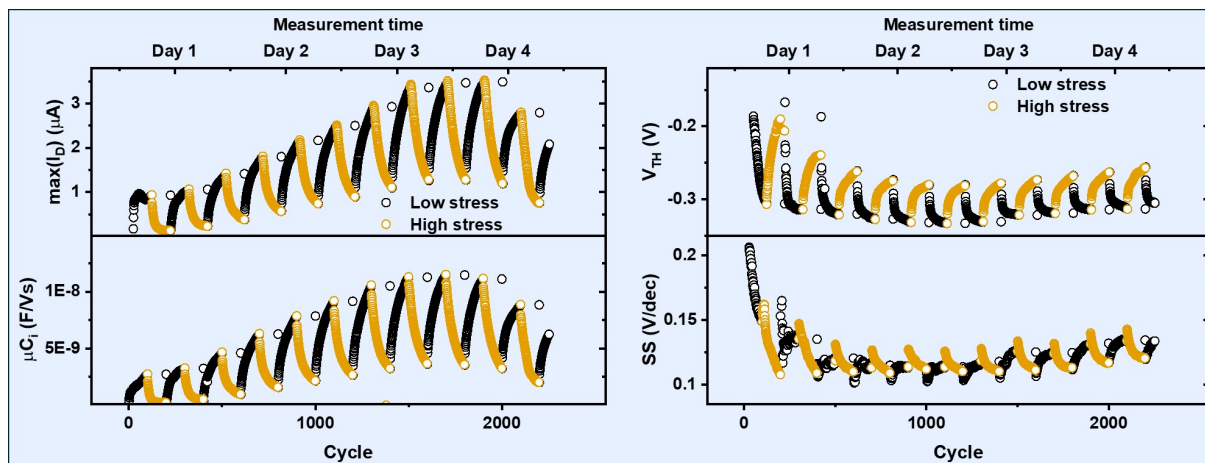 Measurement time
Day 1 Day 2 Day 3 Day 4
max(I_D) (μA)
3
2
1
Low stress
High stress
μC_i (F/Vs)
1E-8
5E-9
0 1000 2000
Cycle
Measurement time
Day 1 Day 2 Day 3 Day 4
Low stress
High stress
V_TH (V)
-0.2
-0.3
SS (V/dec)
0.2
0.15
0.1
0 1000 2000
Cycle